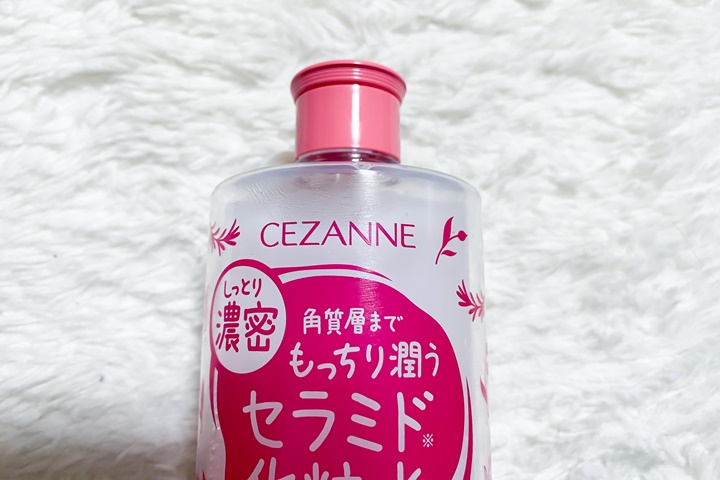 CEZANNE
しっとり
濃密
角質層まで
もっちり潤う
セラミド※